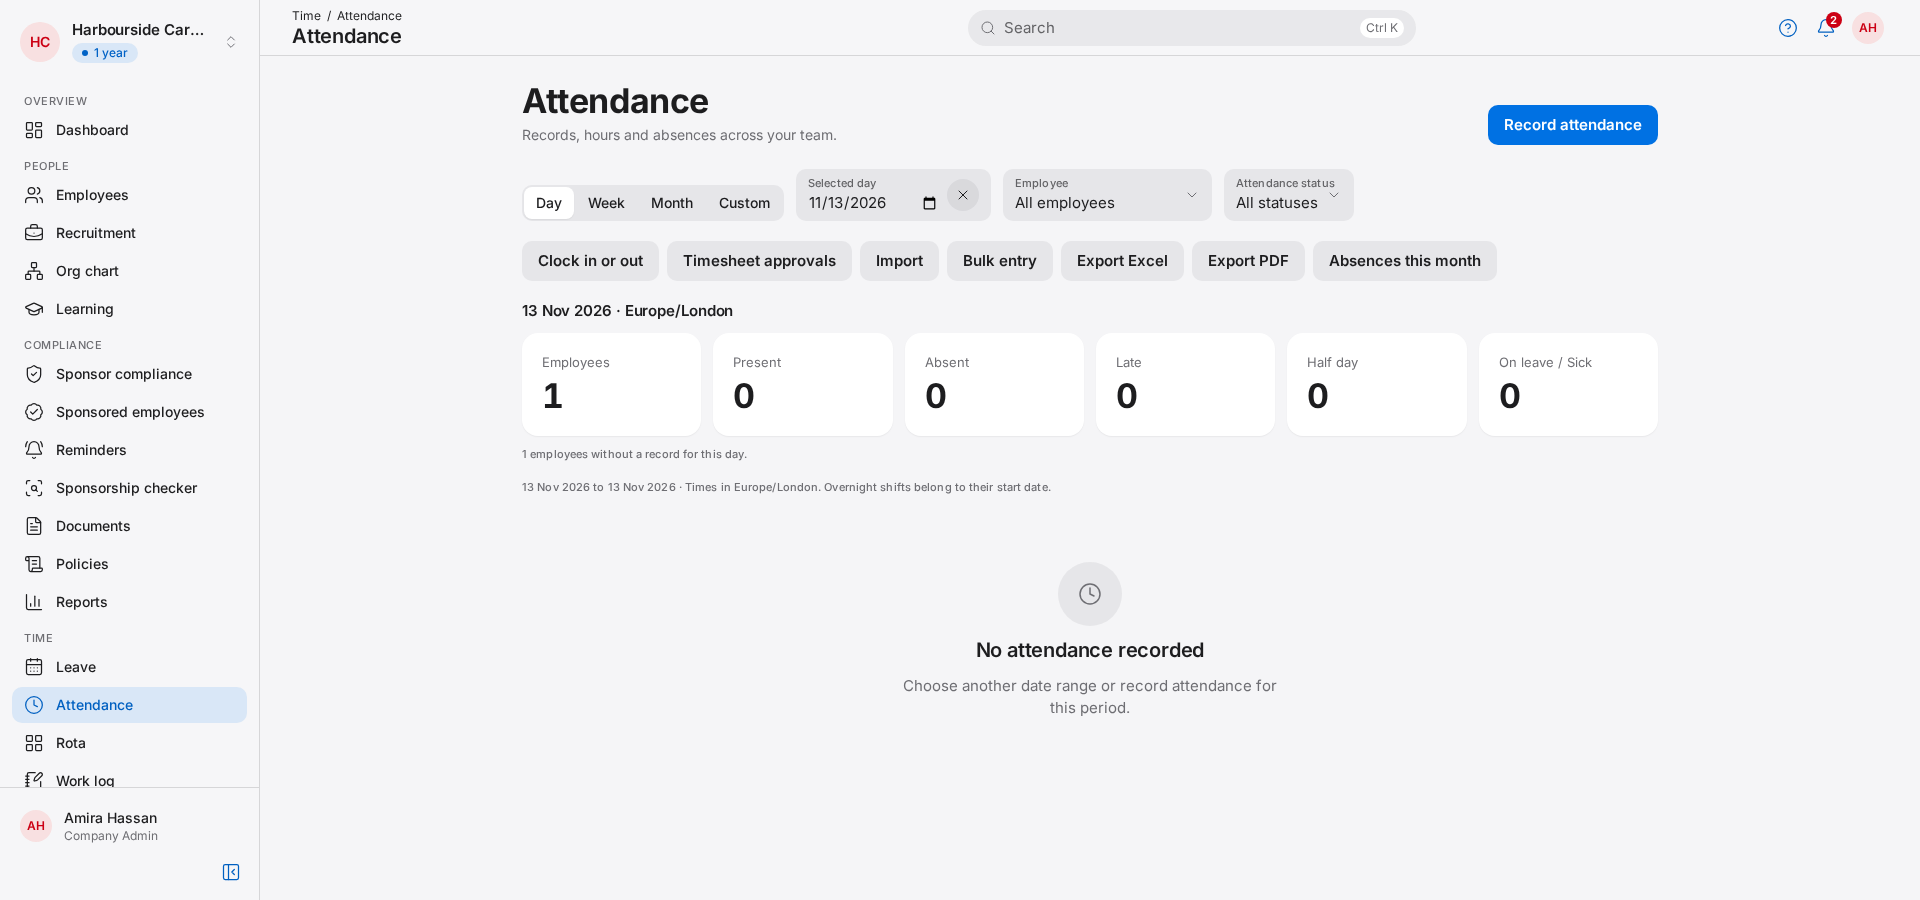 HC
Harbourside Car...
1 year
OVERVIEW
Dashboard
PEOPLE
Employees
Recruitment
Org chart
Learning
COMPLIANCE
Sponsor compliance
Sponsored employees
Reminders
Sponsorship checker
Documents
Policies
Reports
TIME
Leave
Attendance
Rota
Work log
AH
Amira Hassan
Company Admin
Time / Attendance
Attendance
Search
Ctrl K
2
AH
Attendance
Records, hours and absences across your team.
Record attendance
Day Week Month Custom
Selected day
11/13/2026
Employee
All employees
Attendance status
All statuses
Clock in or out
Timesheet approvals
Import
Bulk entry
Export Excel
Export PDF
Absences this month
13 Nov 2026 · Europe/London
Employees
1
Present
0
Absent
0
Late
0
Half day
0
On leave / Sick
0
1 employees without a record for this day.
13 Nov 2026 to 13 Nov 2026 · Times in Europe/London. Overnight shifts belong to their start date.
No attendance recorded
Choose another date range or record attendance for
this period.